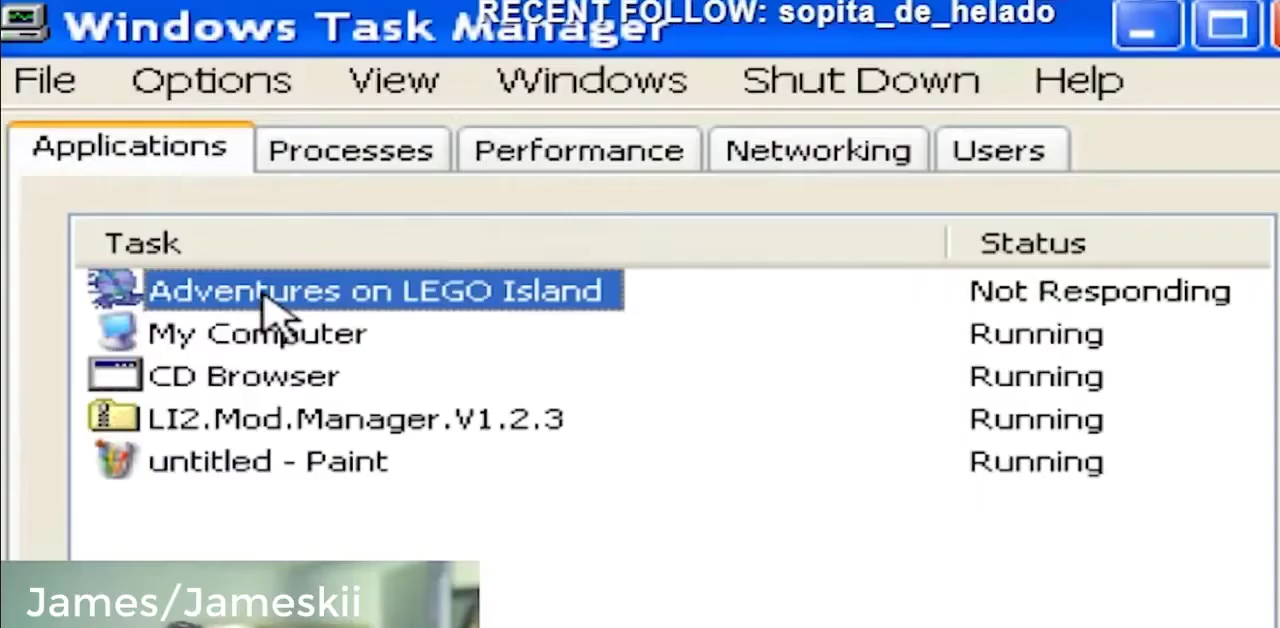 RECENT FOLLOW: sopita_de_helado
Windows Task Manager
File Options View Windows Shut Down Help
Applications Processes Performance Networking Users
Task Status
Adventures on LEGO Island Not Responding
My Computer Running
CD Browser Running
LI2.Mod.Manager.V1.2.3 Running
untitled - Paint Running
James/Jameskii